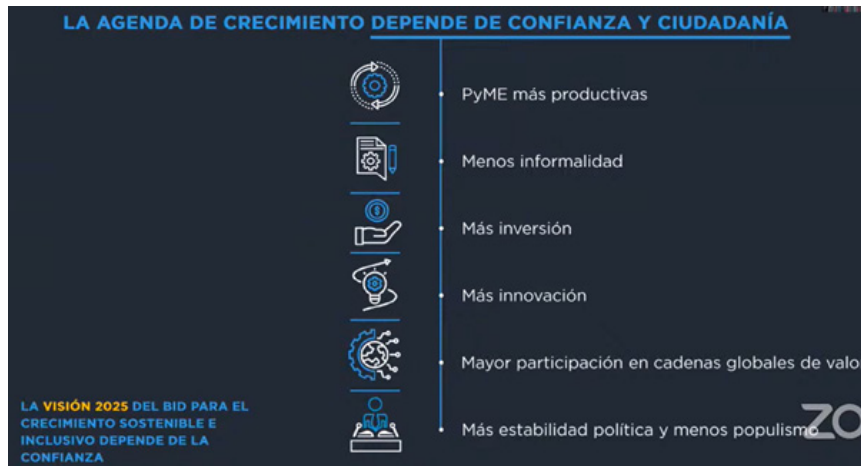 LA AGENDA DE CRECIMIENTO DEPENDE DE CONFIANZA Y CIUDADANÍA
PyME más productivas
Menos informalidad
Más inversión
Más innovación
Mayor participación en cadenas globales de valo
Más estabilidad política y menos populismo
ZO
LA VISIÓN 2025 DEL BID PARA EL
CRECIMIENTO SOSTENIBLE E
INCLUSIVO DEPENDE DE LA
CONFIANZA